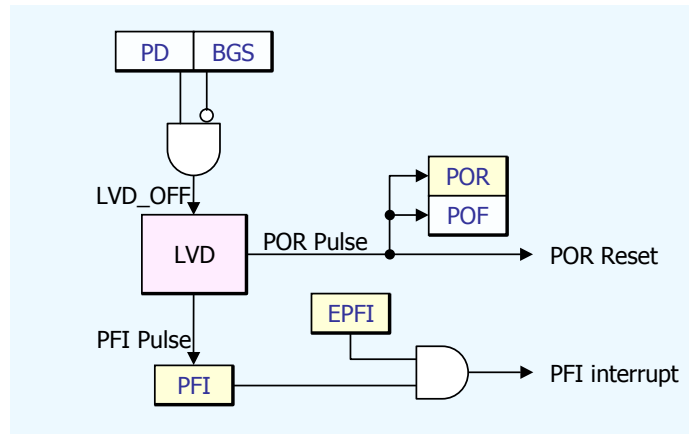 PD BGS
LVD_OFF
POR
POF
LVD
POR Pulse
POR Reset
EPFI
PFI Pulse
PFI
PFI interrupt